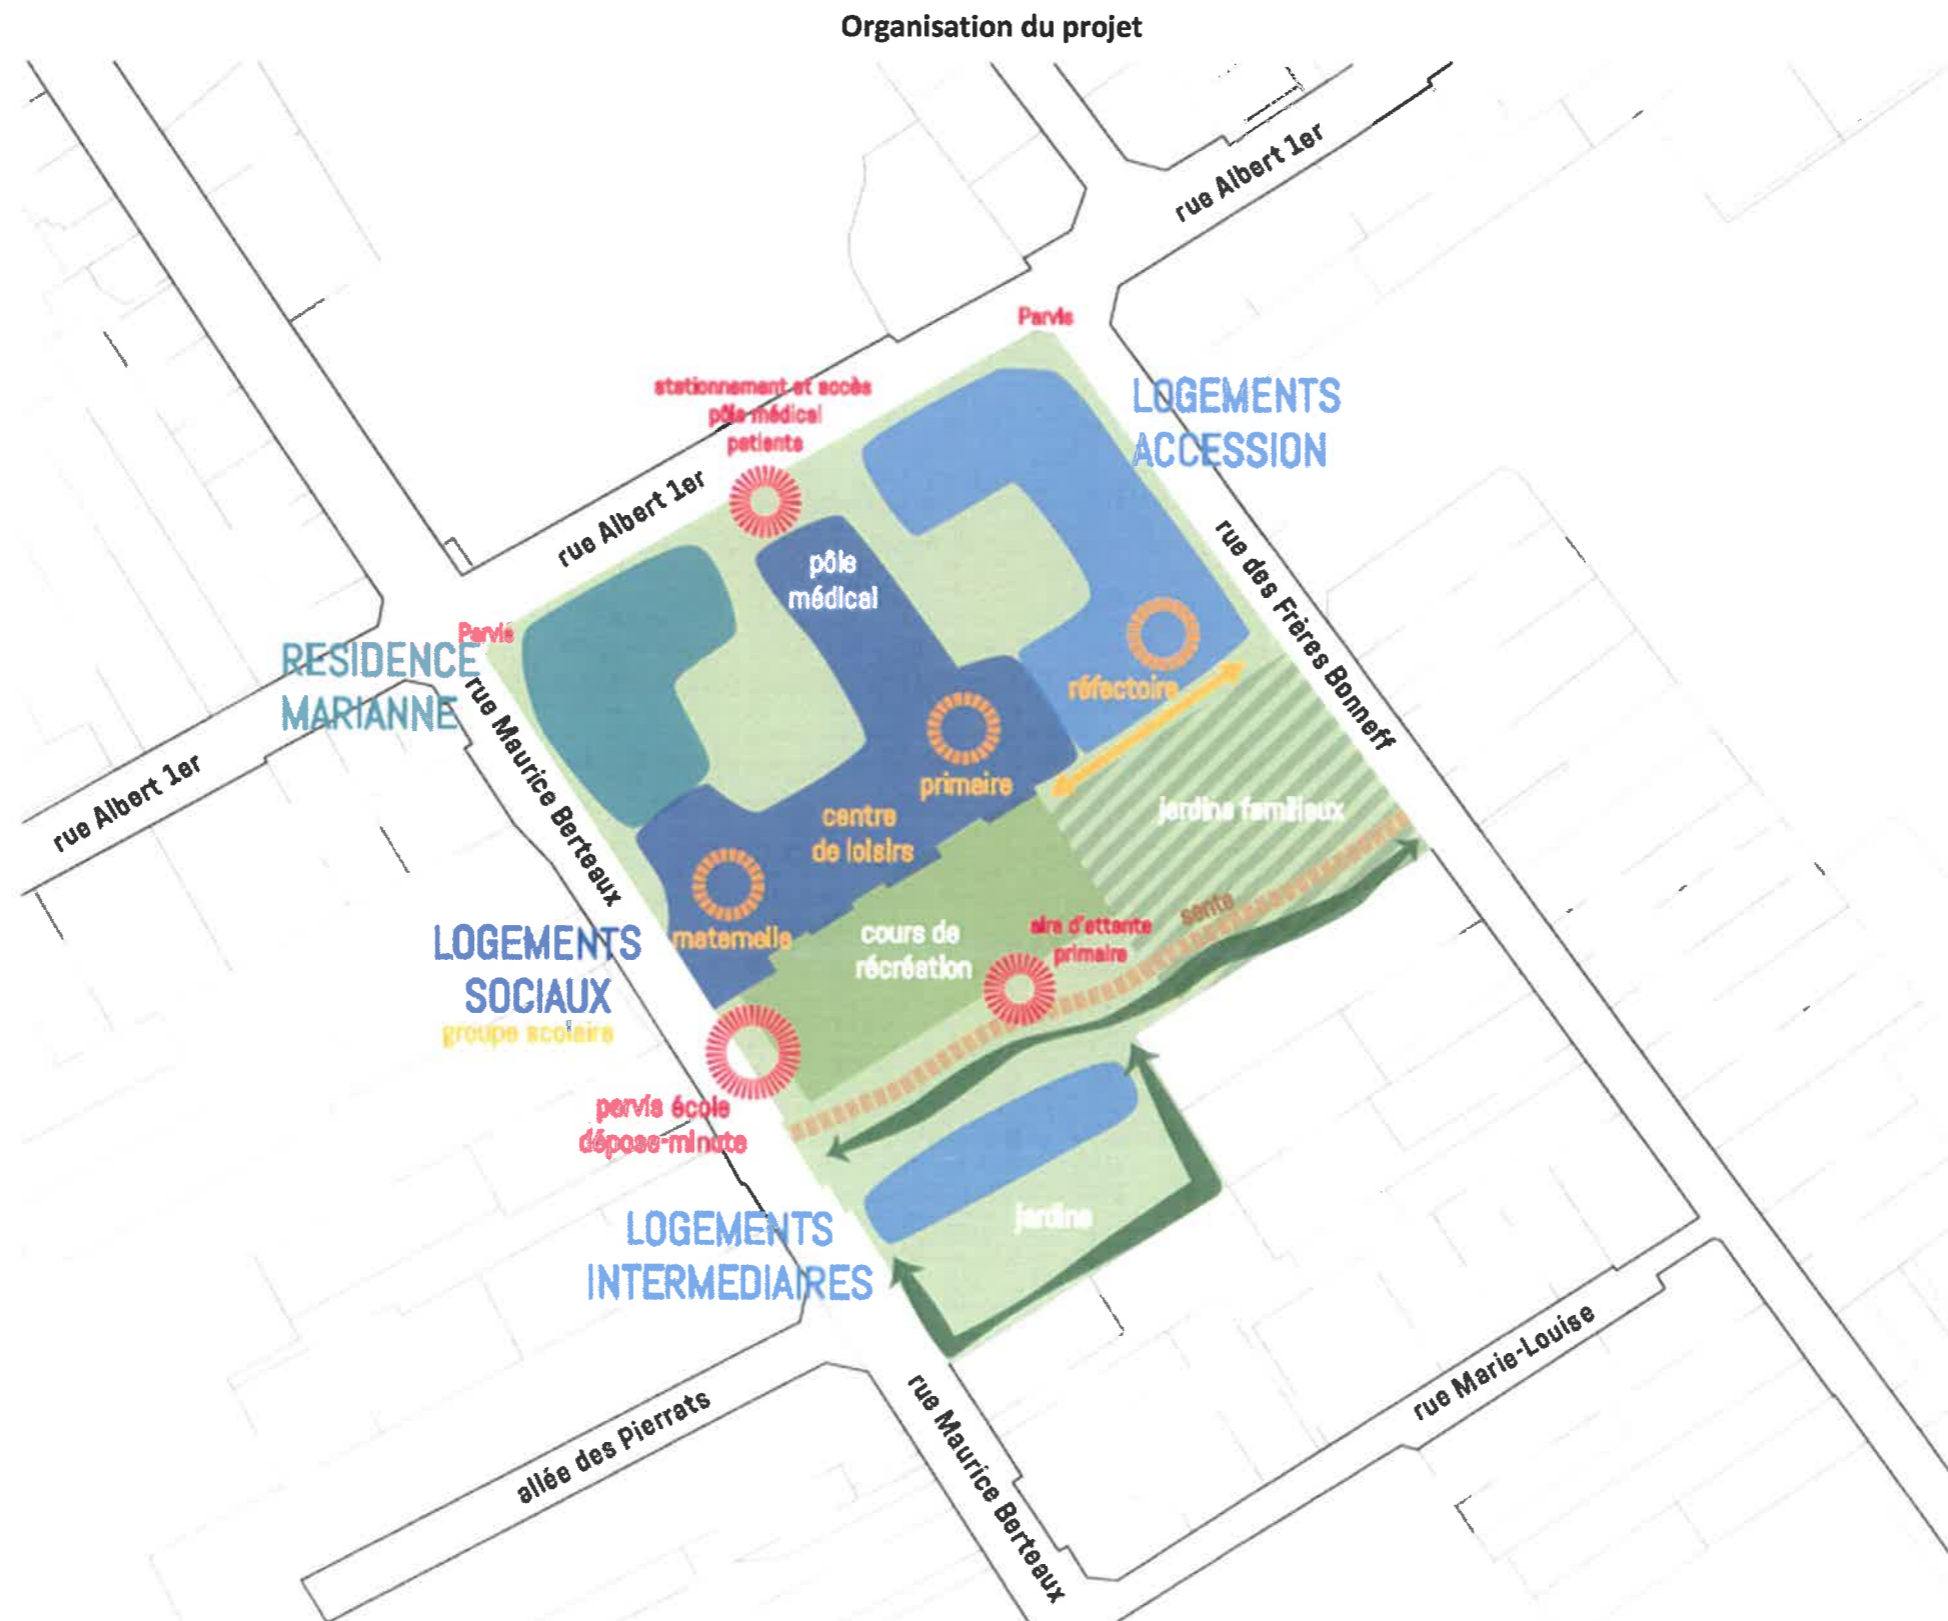 Organisation du projet
rue Albert 1er
Parvis
stationnement et accès
pôle médical
patients
LOGEMENTS
ACCESSION
rue Albert 1er
pôle
médical
rue des Frères Bonneff
Parvis
RESIDENCE
MARIANNE
réfectoire
rue Maurice Berteaux
rue Albert 1er
primaire
jardins familiaux
centre
de loisirs
sente
maternelle
cours de
récréation
aire d'attente
primaire
LOGEMENTS
SOCIAUX
groupe scolaire
parvis école
dépose-minute
LOGEMENTS
INTERMEDIAIRES
jardins
rue Marie-Louise
allée des Pierrats
rue Maurice Berteaux